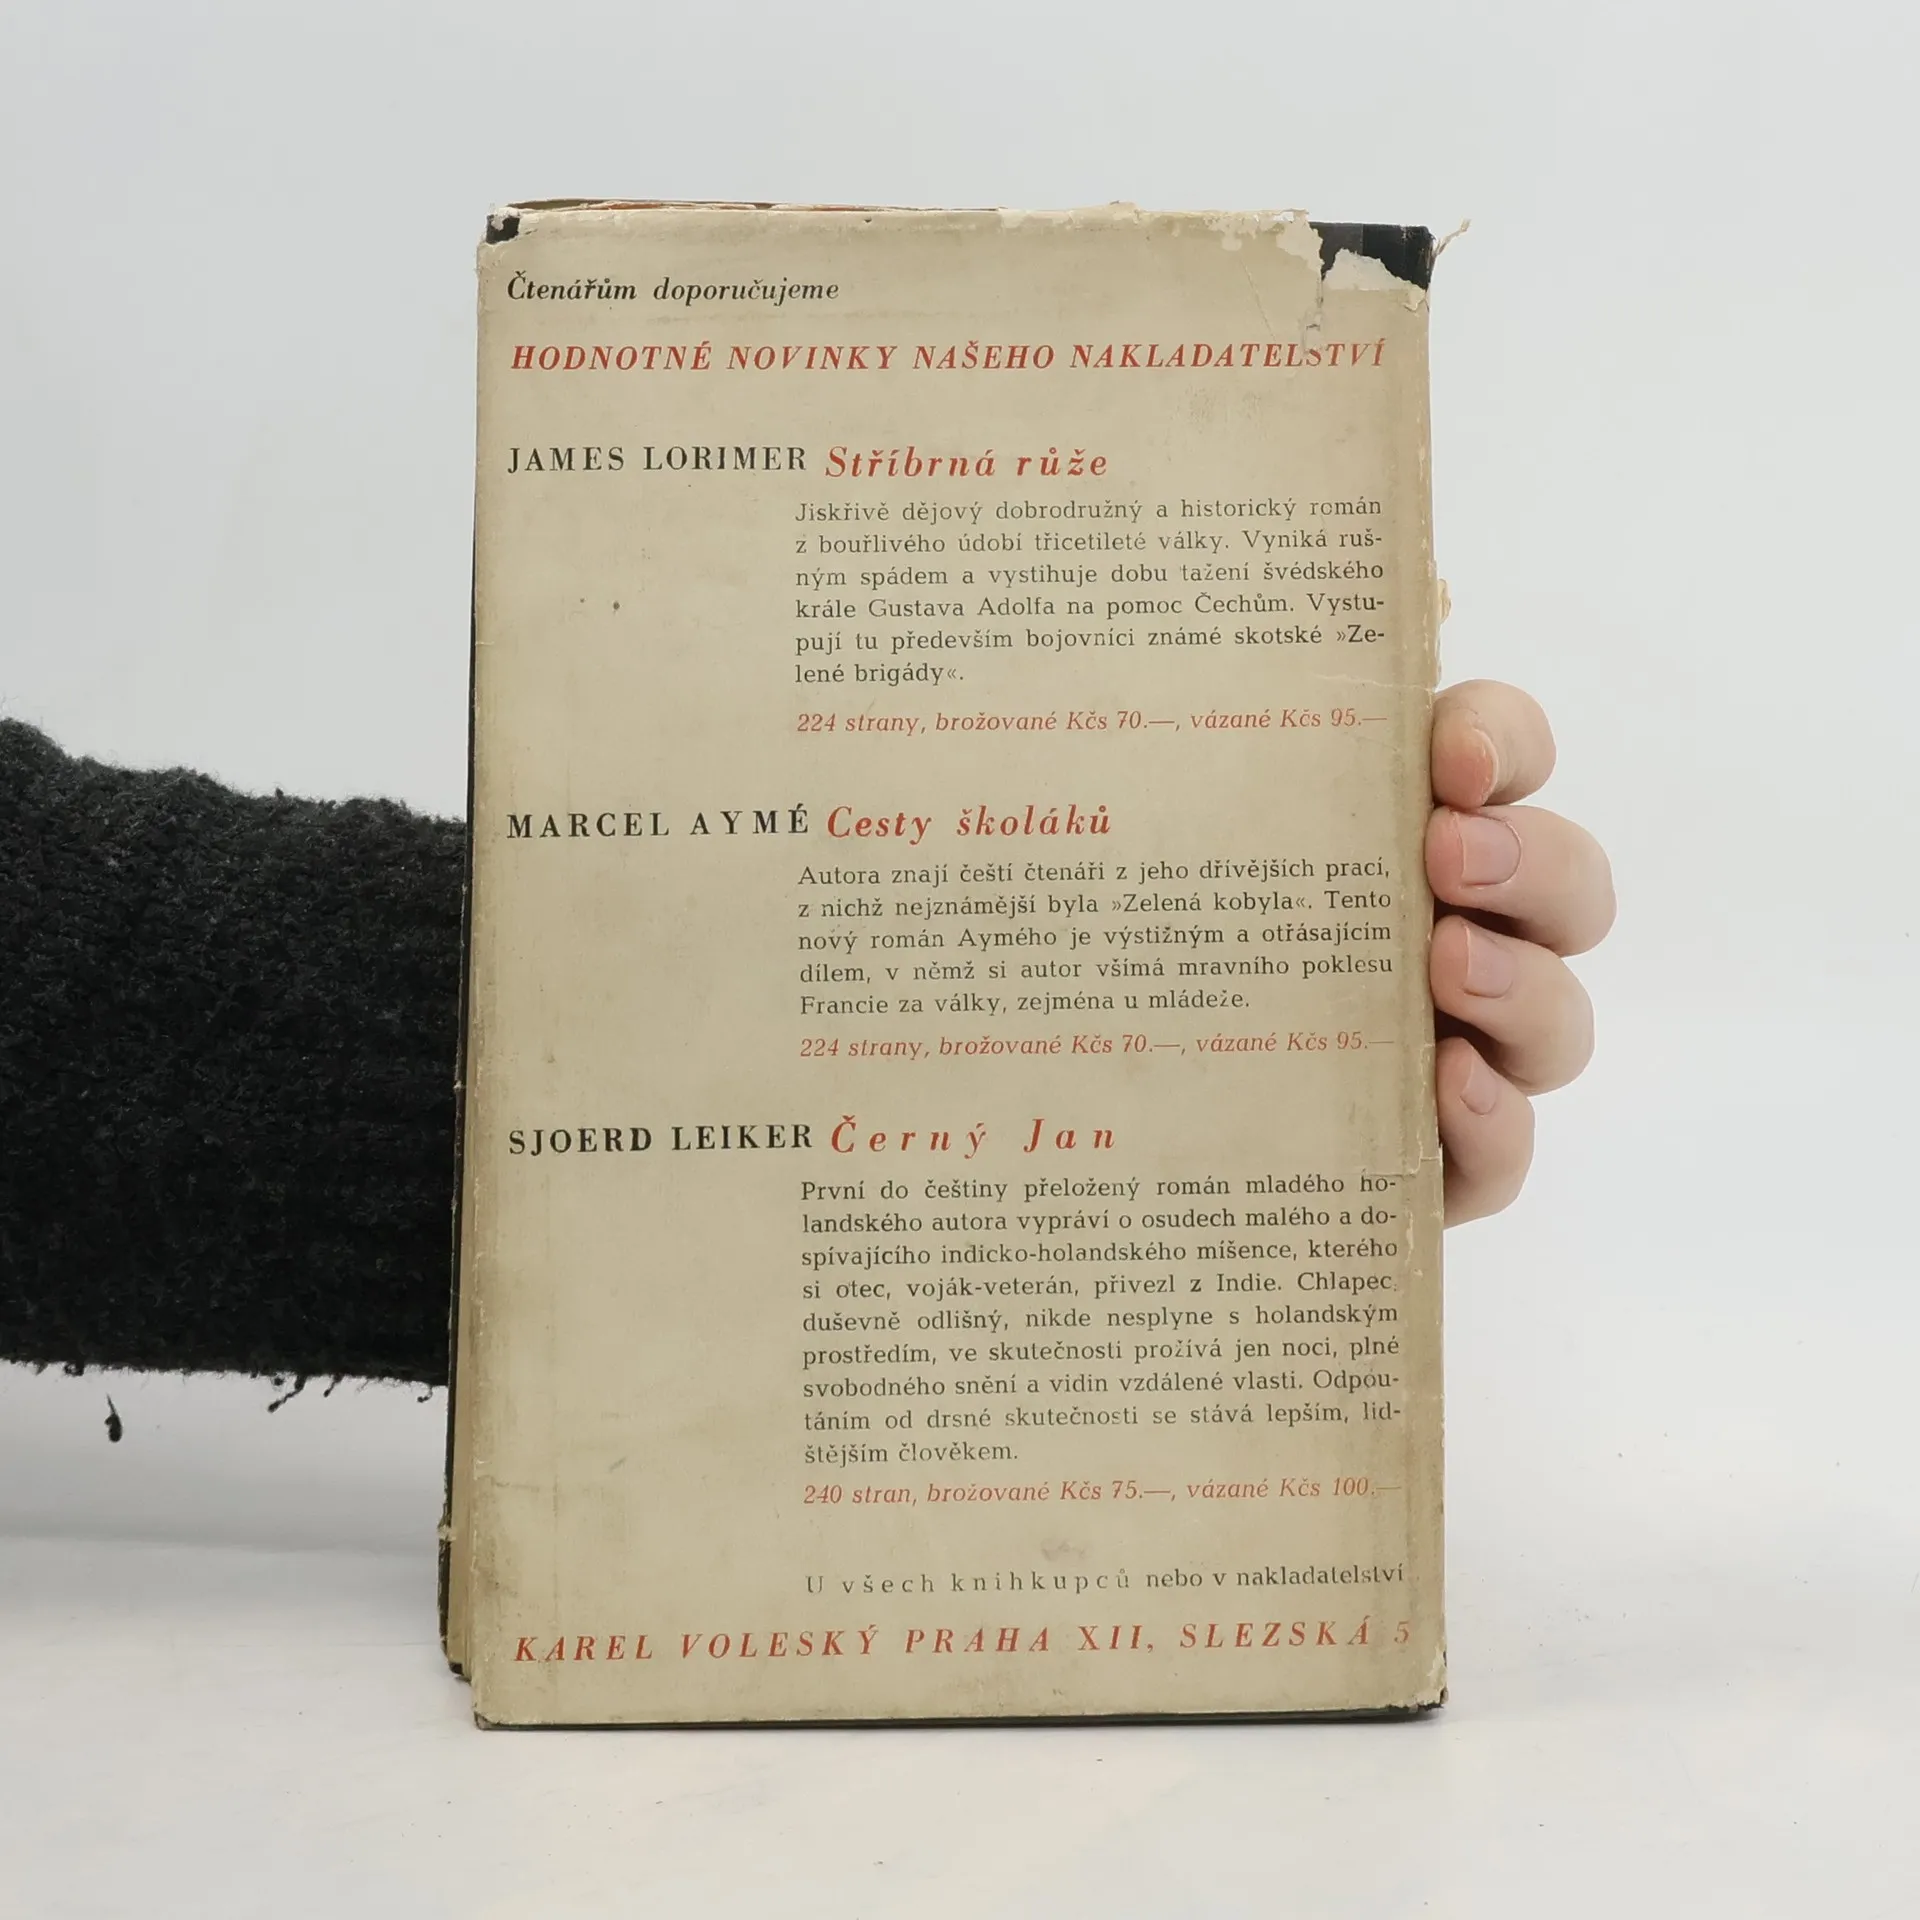 Čtenářům doporučujeme
HODNOTNÉ NOVINKY NAŠEHO NAKLADATELSTVÍ
JAMES LORIMER Stříbrná růže
Jiskřivě dějový dobrodružný a historický román
z bouřlivého údobí třicetileté války. Vyniká ruš-
ným spádem a vystihuje dobu tažení švédského
krále Gustava Adolfa na pomoc Čechům. Vystu-
pují tu především bojovníci známé skotské »Ze-
lené brigády«.
224 strany, brožované Kčs 70.—, vázané Kčs 95.—
MARCEL AYMÉ Cesty školáků
Autora znají čeští čtenáři z jeho dřívějších prací,
z nichž nejznámější byla »Zelená kobyla«. Tento
nový román Aymého je výstižným a otřásajícím
dílem, v němž si autor všímá mravního poklesu
Francie za války, zejména u mládeže.
224 strany, brožované Kčs 70.—, vázané Kčs 95.—
SJOERD LEIKER Černý Jan
První do češtiny přeložený román mladého ho-
landského autora vypráví o osudech malého a do-
spívajícího indicko-holandského míšence, kterého
si otec, voják-veterán, přivezl z Indie. Chlapec,
duševně odlišný, nikde nesplyne s holandským
prostředím, ve skutečnosti prožívá jen noci, plné
svobodného snění a vidin vzdálené vlasti. Odpou-
táním od drsné skutečnosti se stává lepším, lid-
štějším člověkem.
240 stran, brožované Kčs 75.—, vázané Kčs 100.—
U všech knihkupců nebo v nakladatelství
KAREL VOLESKÝ PRAHA XII, SLEZSKÁ 5